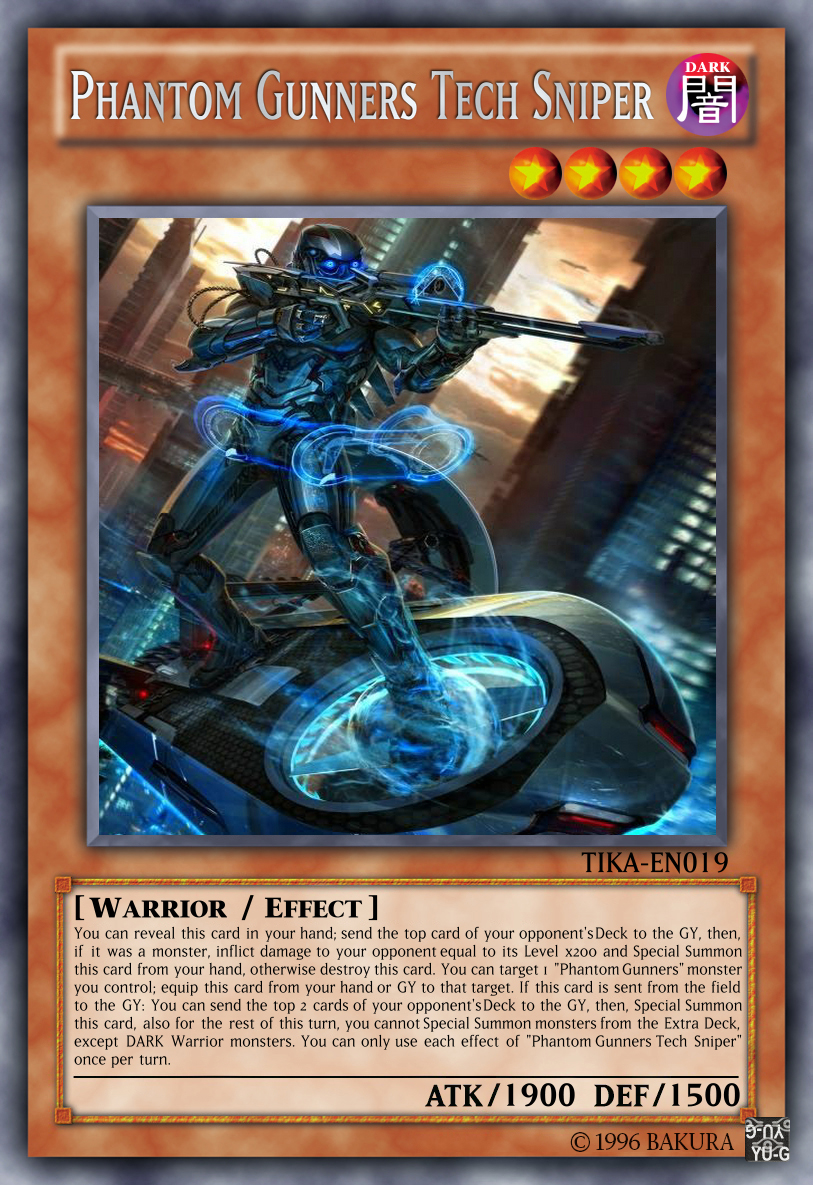 Phantom Gunners Tech Sniper
DARK
闇
TIKA-EN019
[ Warrior / Effect ]
You can reveal this card in your hand; send the top card of your opponent's Deck to the GY, then,
if it was a monster, inflict damage to your opponent equal to its Level x200 and Special Summon
this card from your hand, otherwise destroy this card. You can target 1 "Phantom Gunners" monster
you control; equip this card from your hand or GY to that target. If this card is sent from the field
to the GY: You can send the top 2 cards of your opponent's Deck to the GY, then, Special Summon
this card, also for the rest of this turn, you cannot Special Summon monsters from the Extra Deck,
except DARK Warrior monsters. You can only use each effect of "Phantom Gunners Tech Sniper"
once per turn.
ATK/1900 DEF/1500
© 1996 BAKURA
YU-G